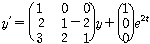 y' = ( 1 0 0 ) y + ( 1 ) e^{2t}
     ( 2 1 -2 )     ( 0 )
     ( 3 2 1 )      ( 0 )